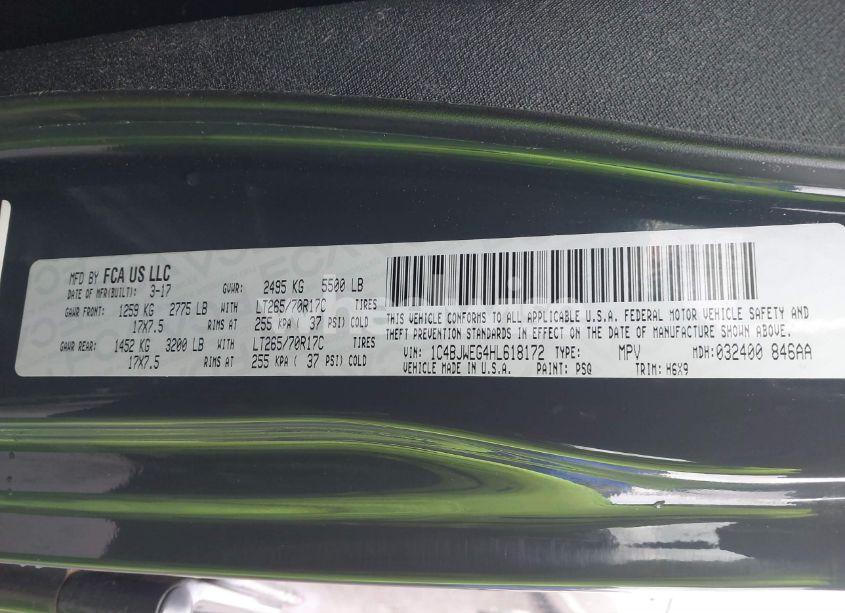 MFD BY FCA US LLC
DATE OF MFR(BUILT): 3-17 GVWR: 2495 KG 5500 LB
GAWR FRONT: 1259 KG 2775 LB WITH LT265/70R17C TIRES
17X7.5 RIMS AT 255 KPA ( 37 PSI) COLD
GAWR REAR: 1452 KG 3200 LB WITH LT265/70R17C TIRES
17X7.5 RIMS AT 255 KPA ( 37 PSI) COLD
THIS VEHICLE CONFORMS TO ALL APPLICABLE U.S.A. FEDERAL MOTOR VEHICLE SAFETY AND
THEFT PREVENTION STANDARDS IN EFFECT ON THE DATE OF MANUFACTURE SHOWN ABOVE.
VIN: 1C4BJWEG4HL618172 TYPE: MPV MDH: 032400 846AA
VEHICLE MADE IN U.S.A. PAINT: PSQ TRIM: H6X9